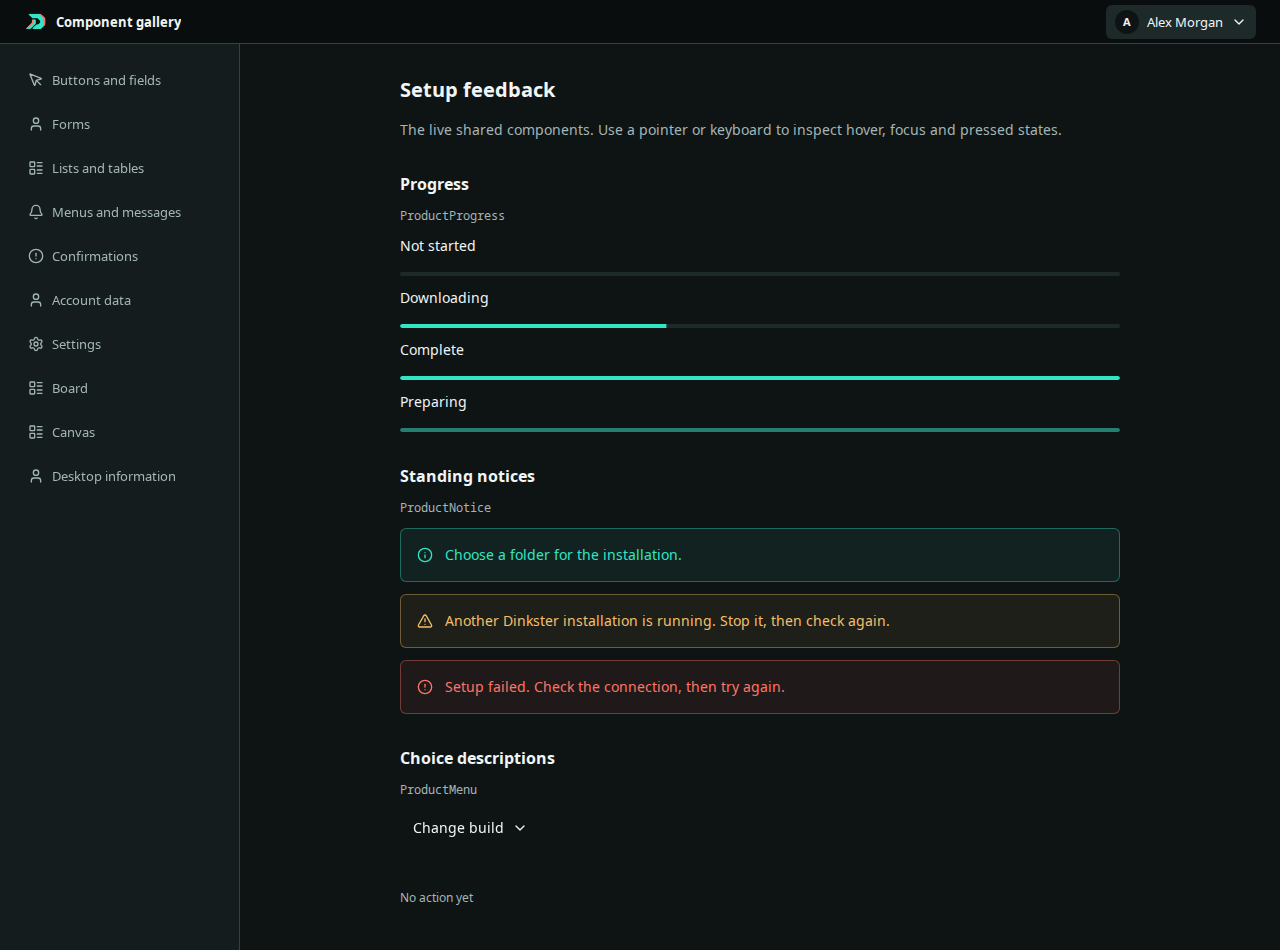 Component gallery
A Alex Morgan
Buttons and fields
Forms
Lists and tables
Menus and messages
Confirmations
Account data
Settings
Board
Canvas
Desktop information
Setup feedback
The live shared components. Use a pointer or keyboard to inspect hover, focus and pressed states.
Progress
ProductProgress
Not started
Downloading
Complete
Preparing
Standing notices
ProductNotice
Choose a folder for the installation.
Another Dinkster installation is running. Stop it, then check again.
Setup failed. Check the connection, then try again.
Choice descriptions
ProductMenu
Change build
No action yet